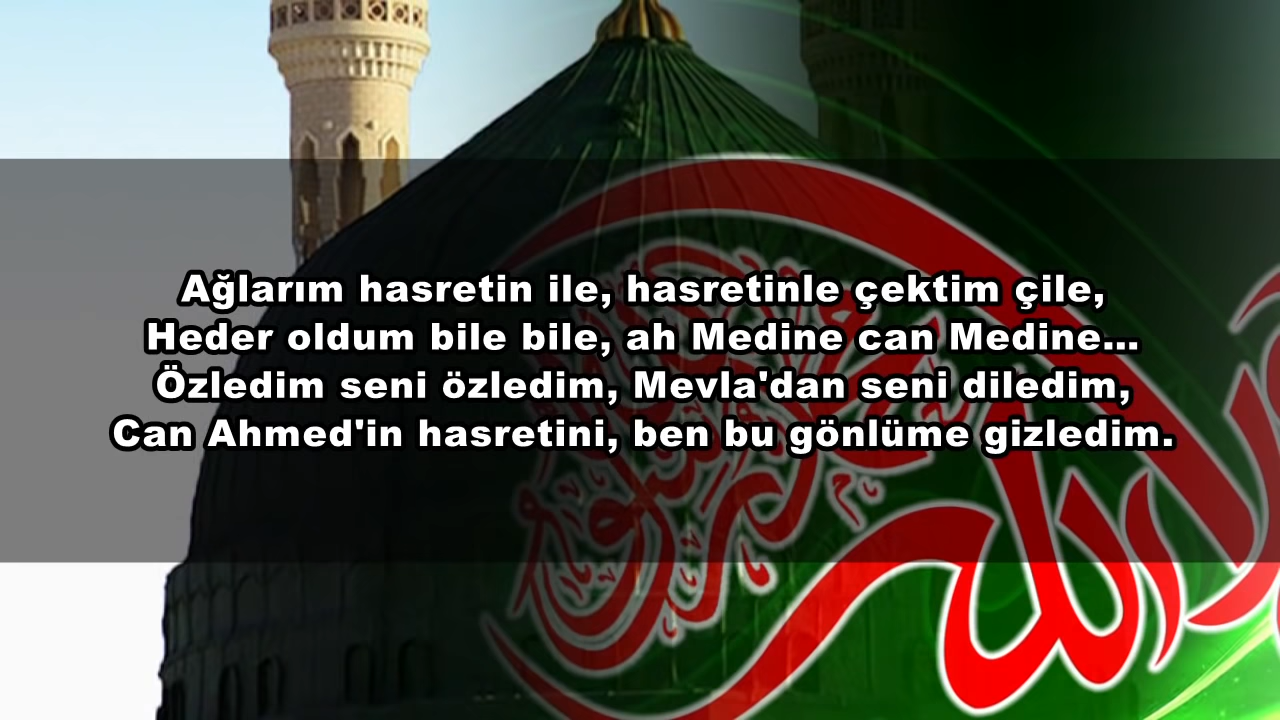 Ağlarım hasretin ile, hasretinle çektim çile,
Heder oldum bile bile, ah Medine can Medine...
Özledim seni özledim, Mevla'dan seni diledim,
Can Ahmed'in hasretini, ben bu gönlüme gizledim.